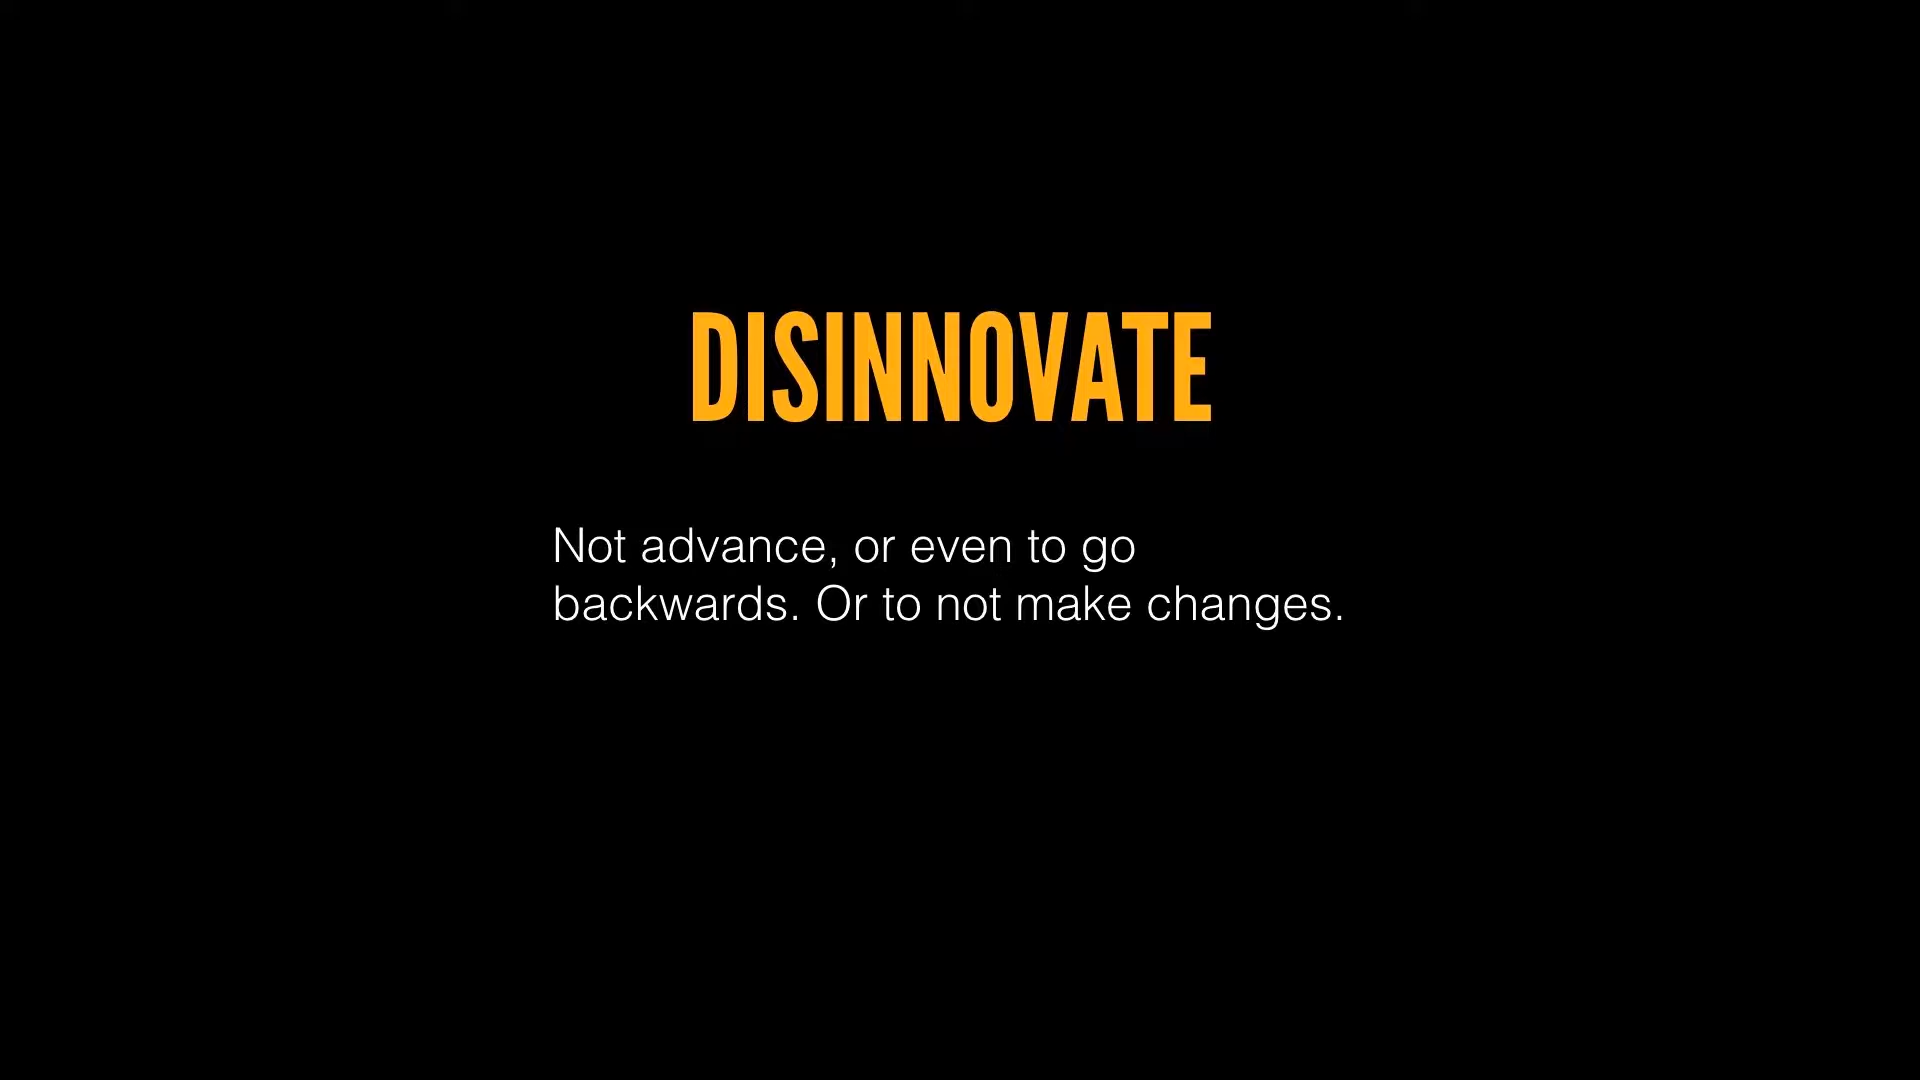 DISINNOVATE
Not advance, or even to go
backwards. Or to not make changes.